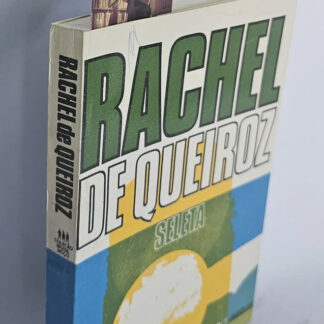 RACHEL
DE QUEIROZ
SELETA
RACHEL de QUEIROZ